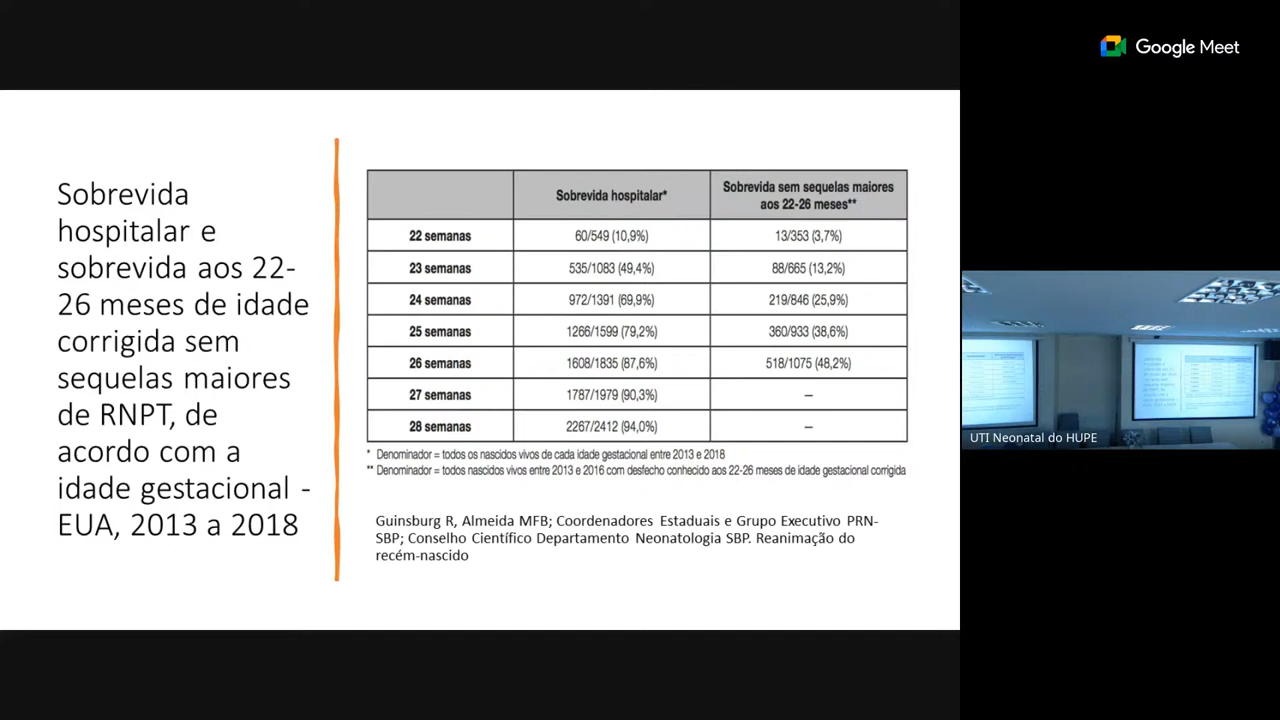 Google Meet
Sobrevida
hospitalar e
sobrevida aos 22-
26 meses de idade
corrigida sem
sequelas maiores
de RNPT, de
acordo com a
idade gestacional -
EUA, 2013 a 2018
Sobrevida hospitalar*
Sobrevida sem sequelas maiores
aos 22-26 meses**
22 semanas 60/549 (10,9%) 13/353 (3,7%)
23 semanas 535/1083 (49,4%) 88/665 (13,2%)
24 semanas 972/1391 (69,9%) 219/846 (25,9%)
25 semanas 1266/1599 (79,2%) 360/933 (38,6%)
26 semanas 1608/1835 (87,6%) 518/1075 (48,2%)
27 semanas 1787/1979 (90,3%) –
28 semanas 2267/2412 (94,0%) –
* Denominador = todos os nascidos vivos de cada idade gestacional entre 2013 e 2018
** Denominador = todos nascidos vivos entre 2013 e 2016 com desfecho conhecido aos 22-26 meses de idade gestacional corrigida
Guinsburg R, Almeida MFB; Coordenadores Estaduais e Grupo Executivo PRN-
SBP; Conselho Científico Departamento Neonatologia SBP. Reanimação do
recém-nascido
UTI Neonatal do HUPE